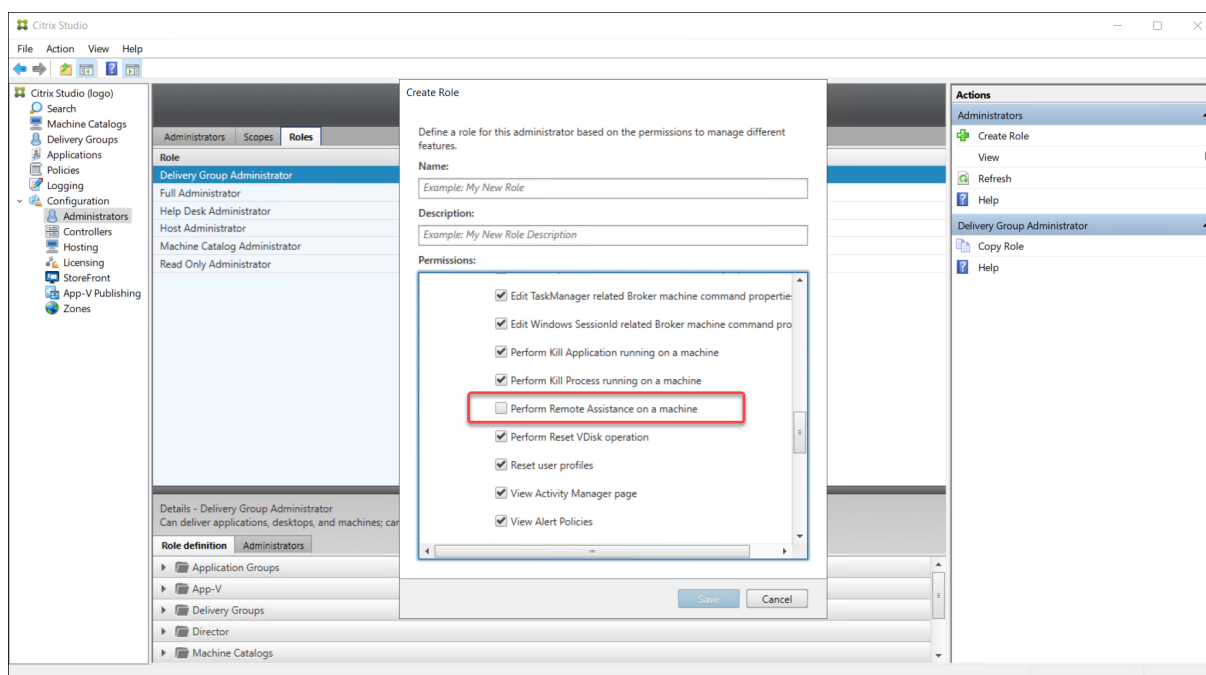 Citrix Studio
File Action View Help
Citrix Studio (logo)
Search
Machine Catalogs
Delivery Groups
Applications
Policies
Logging
Configuration
Administrators
Controllers
Hosting
Licensing
StoreFront
App-V Publishing
Zones
Administrators Scopes Roles
Role
Delivery Group Administrator
Full Administrator
Help Desk Administrator
Host Administrator
Machine Catalog Administrator
Read Only Administrator
Details - Delivery Group Administrator
Can deliver applications, desktops, and machines; car
Role definition Administrators
Application Groups
App-V
Delivery Groups
Director
Machine Catalogs
Create Role
Define a role for this administrator based on the permissions to manage different
features.
Name:
Example: My New Role
Description:
Example: My New Role Description
Permissions:
Edit TaskManager related Broker machine command propertie
Edit Windows SessionId related Broker machine command pro
Perform Kill Application running on a machine
Perform Kill Process running on a machine
Perform Remote Assistance on a machine
Perform Reset VDisk operation
Reset user profiles
View Activity Manager page
View Alert Policies
Save Cancel
Actions
Administrators
Create Role
View
Refresh
Help
Delivery Group Administrator
Copy Role
Help